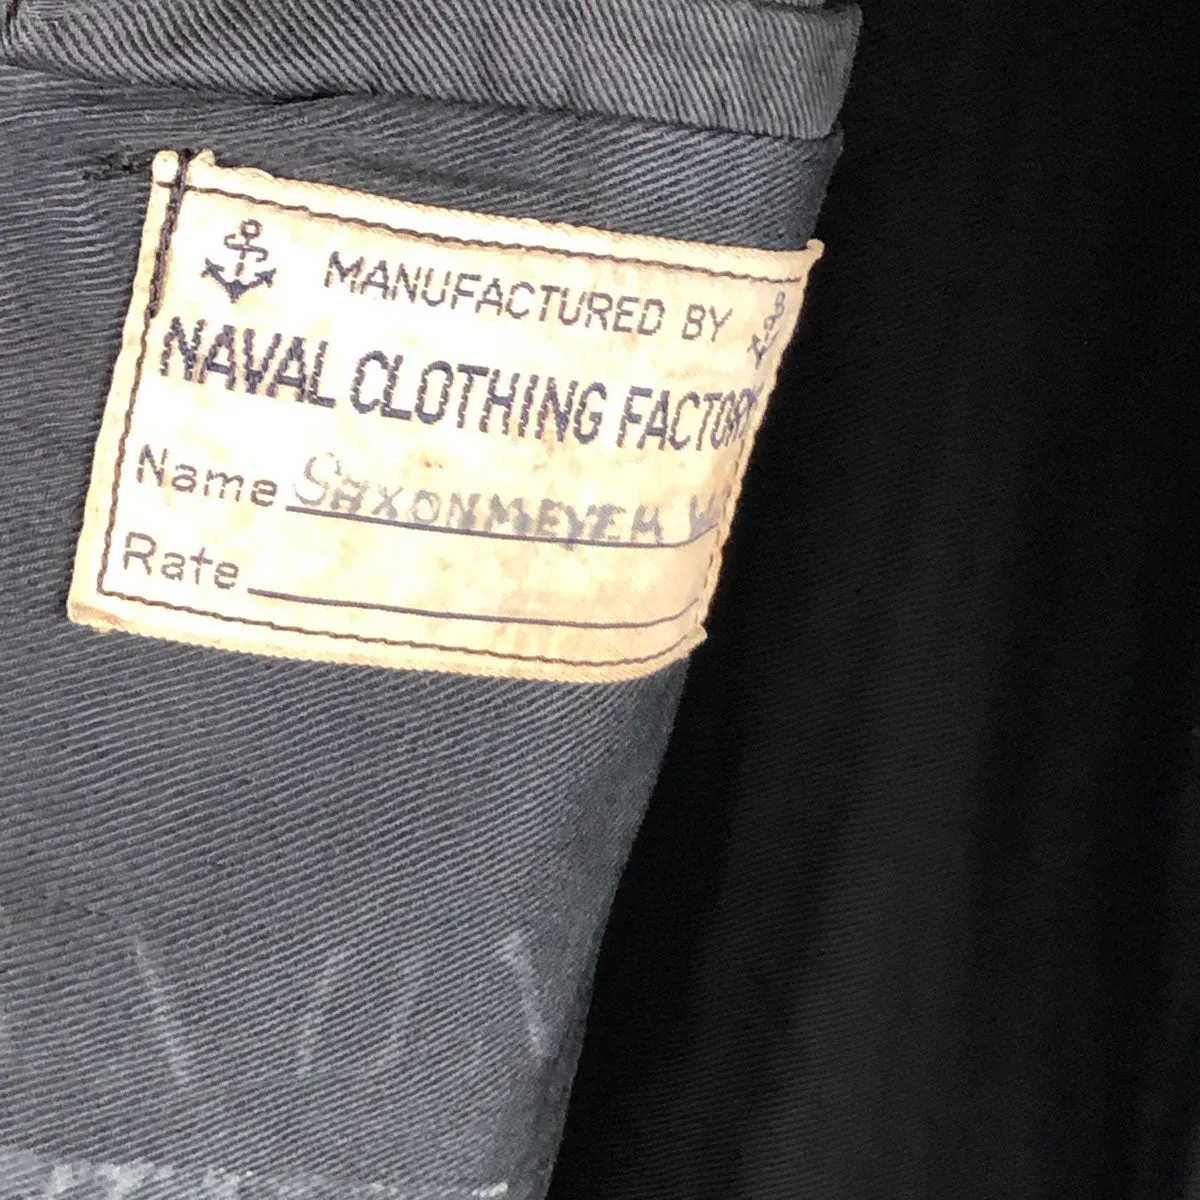 MANUFACTURED BY
NAVAL CLOTHING FACTORY
Name SAXONMEYER
Rate